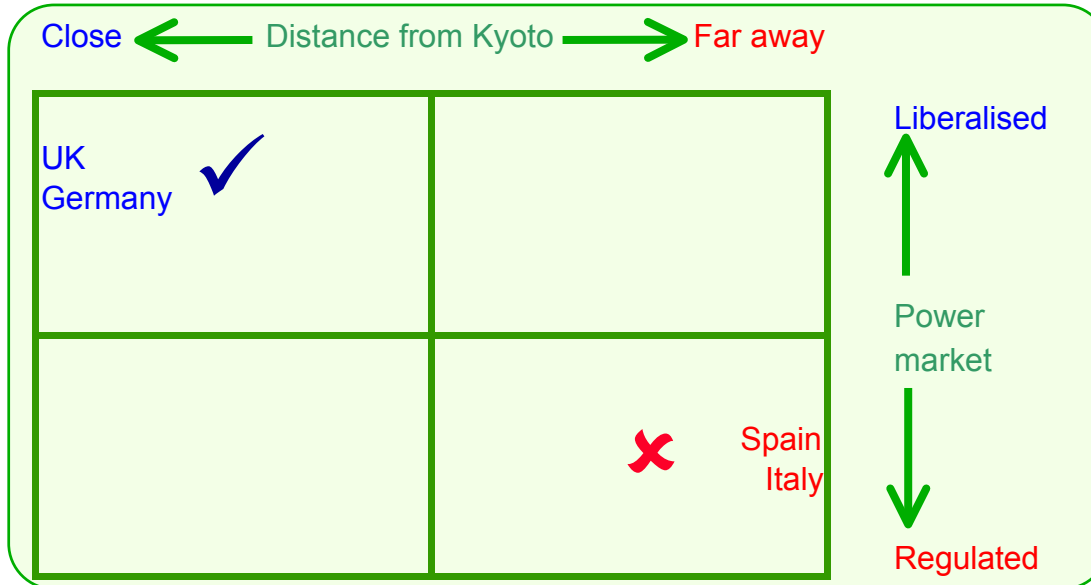 Close Distance from Kyoto Far away
Liberalised
UK
Germany
Power
market
Spain
Italy
Regulated